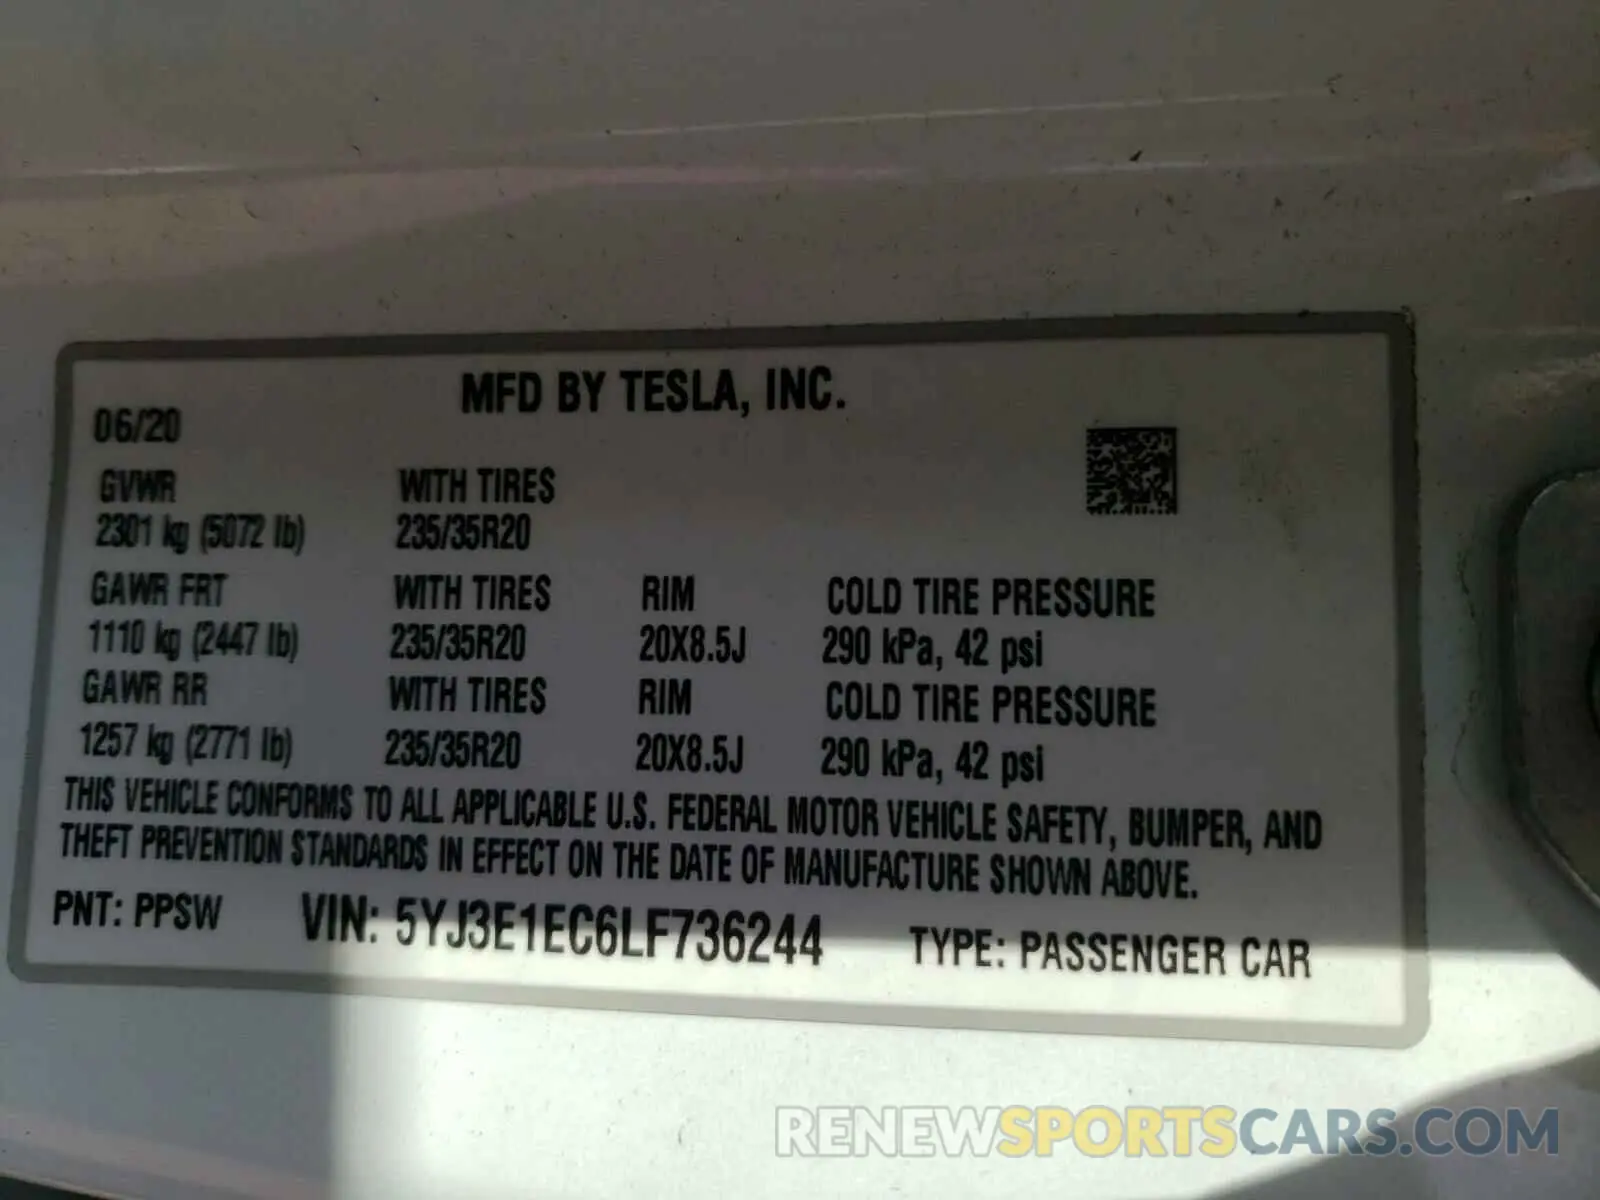 MFD BY TESLA, INC.
06/20
GVWR WITH TIRES
2301 kg (5072 lb) 235/35R20
GAWR FRT WITH TIRES RIM COLD TIRE PRESSURE
1110 kg (2447 lb) 235/35R20 20X8.5J 290 kPa, 42 psi
GAWR RR WITH TIRES RIM COLD TIRE PRESSURE
1257 kg (2771 lb) 235/35R20 20X8.5J 290 kPa, 42 psi
THIS VEHICLE CONFORMS TO ALL APPLICABLE U.S. FEDERAL MOTOR VEHICLE SAFETY, BUMPER, AND
THEFT PREVENTION STANDARDS IN EFFECT ON THE DATE OF MANUFACTURE SHOWN ABOVE.
PNT: PPSW VIN: 5YJ3E1EC6LF736244 TYPE: PASSENGER CAR
RENEWSPORTSCARS.COM